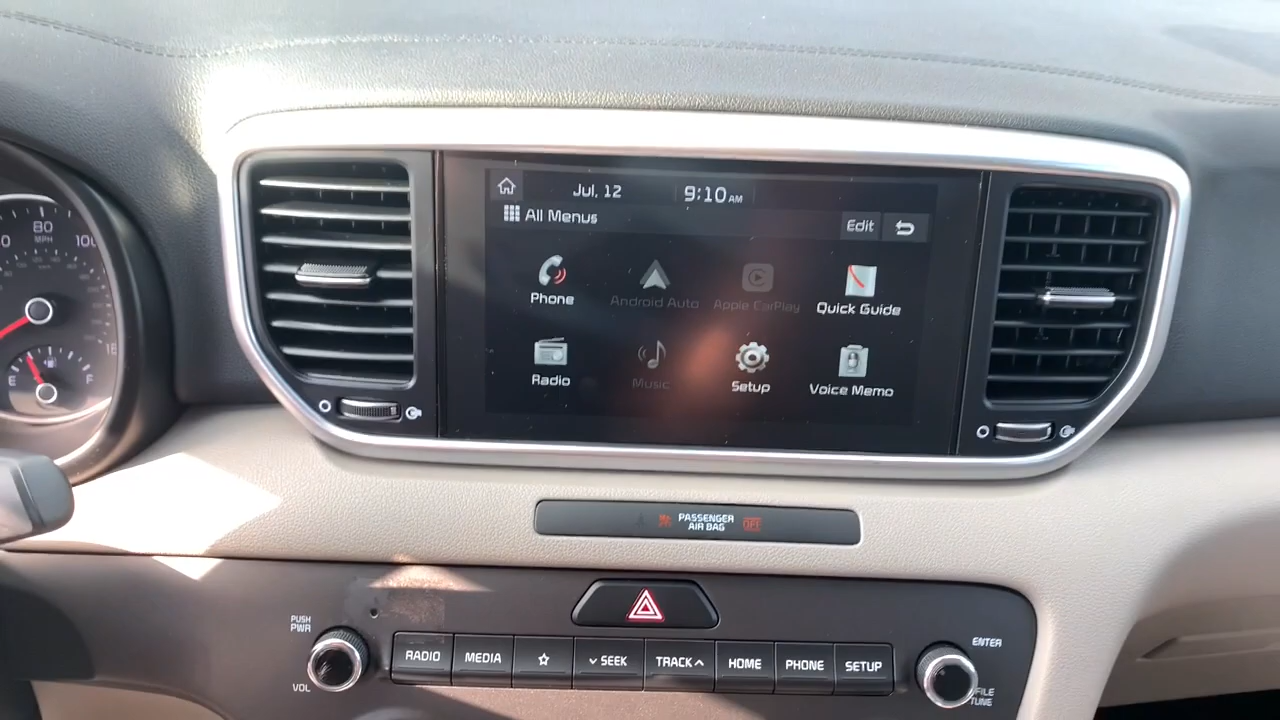 Jul. 12 9:10 AM
All Menus
Edit
Phone Android Auto Apple CarPlay Quick Guide
Radio Music Setup Voice Memo
80
MPH
100
E F
PASSENGER
AIR BAG OFF
PUSH
PWR
VOL
RADIO MEDIA SEEK TRACK HOME PHONE SETUP
ENTER
FILE
TUNE